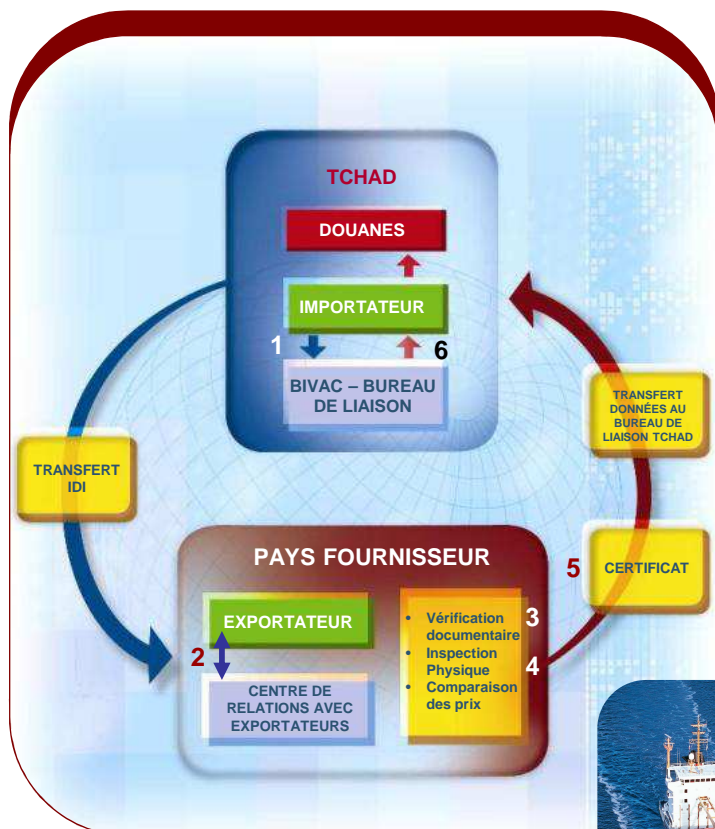 TCHAD
DOUANES
IMPORTATEUR
1
6
BIVAC – BUREAU
DE LIAISON
TRANSFERT
IDI
TRANSFERT
DONNÉES AU
BUREAU DE
LIAISON TCHAD
5
CERTIFICAT
PAYS FOURNISSEUR
EXPORTATEUR
2
CENTRE DE
RELATIONS AVEC
EXPORTATEURS
• Vérification
documentaire
3
• Inspection
Physique
4
• Comparaison
des prix